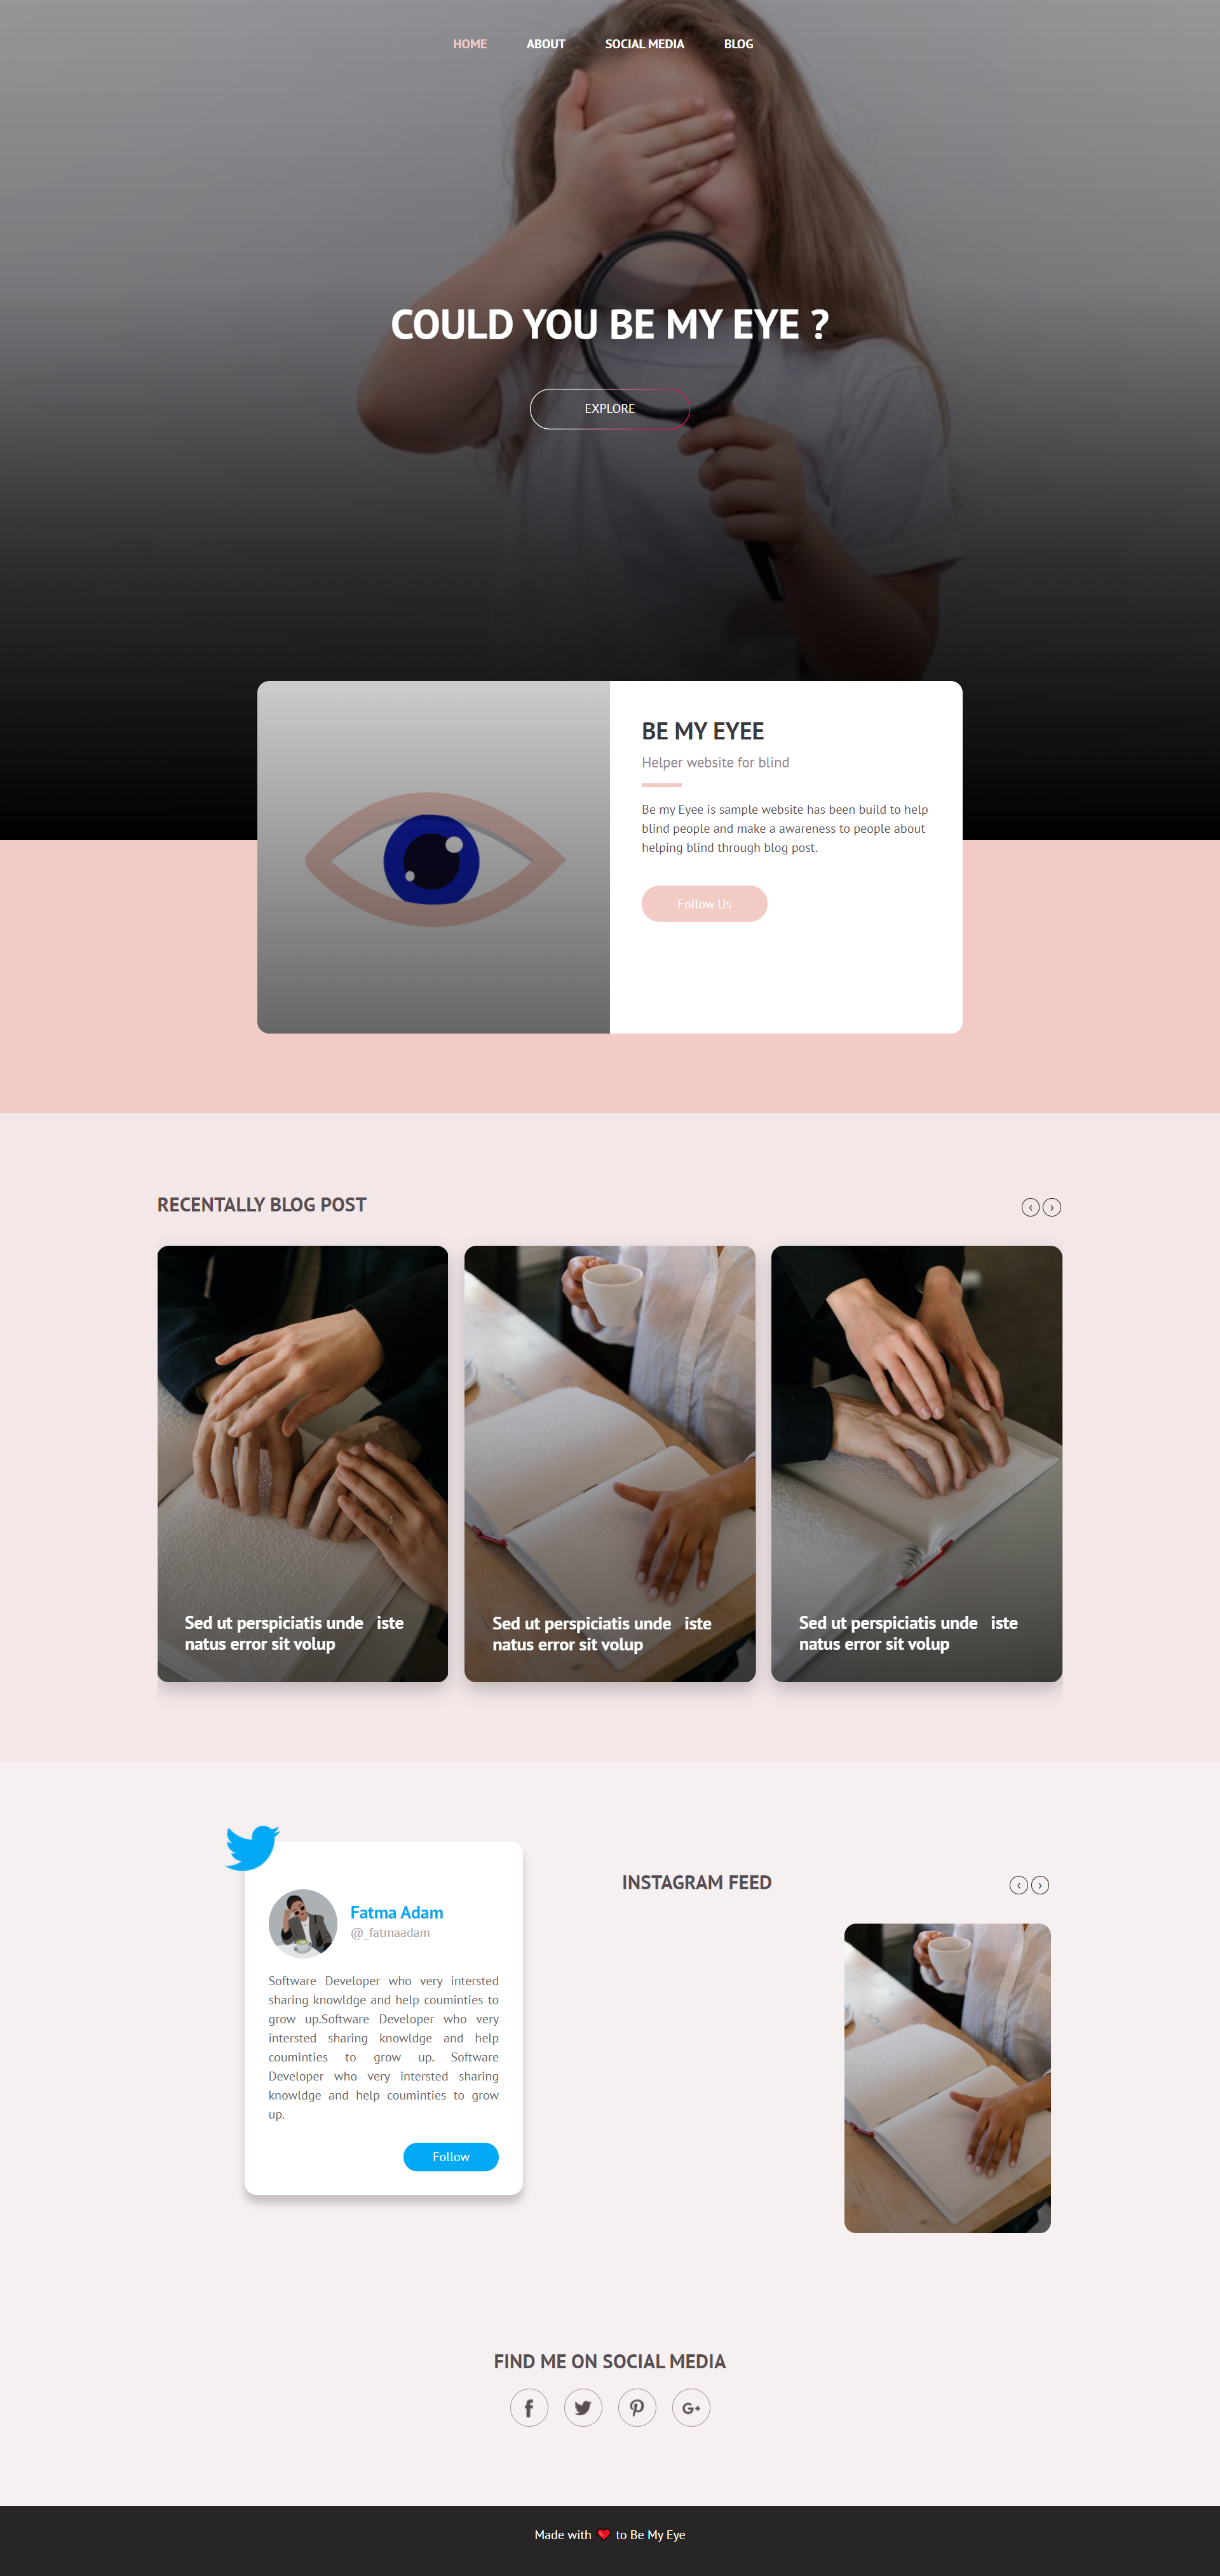 HOME ABOUT SOCIAL MEDIA BLOG
COULD YOU BE MY EYE ?
EXPLORE
BE MY EYEE
Helper website for blind
Be my Eyee is sample website has been build to help
blind people and make a awareness to people about
helping blind through blog post.
Follow Us
RECENTALLY BLOG POST
‹ ›
Sed ut perspiciatis unde iste
natus error sit volup
Sed ut perspiciatis unde iste
natus error sit volup
Sed ut perspiciatis unde iste
natus error sit volup
Fatma Adam
@_fatmaadam
Software Developer who very intersted
sharing knowldge and help couminties to
grow up.Software Developer who very
intersted sharing knowldge and help
couminties to grow up. Software
Developer who very intersted sharing
knowldge and help couminties to grow
up.
Follow
INSTAGRAM FEED
‹ ›
FIND ME ON SOCIAL MEDIA
G+
Made with ❤ to Be My Eye